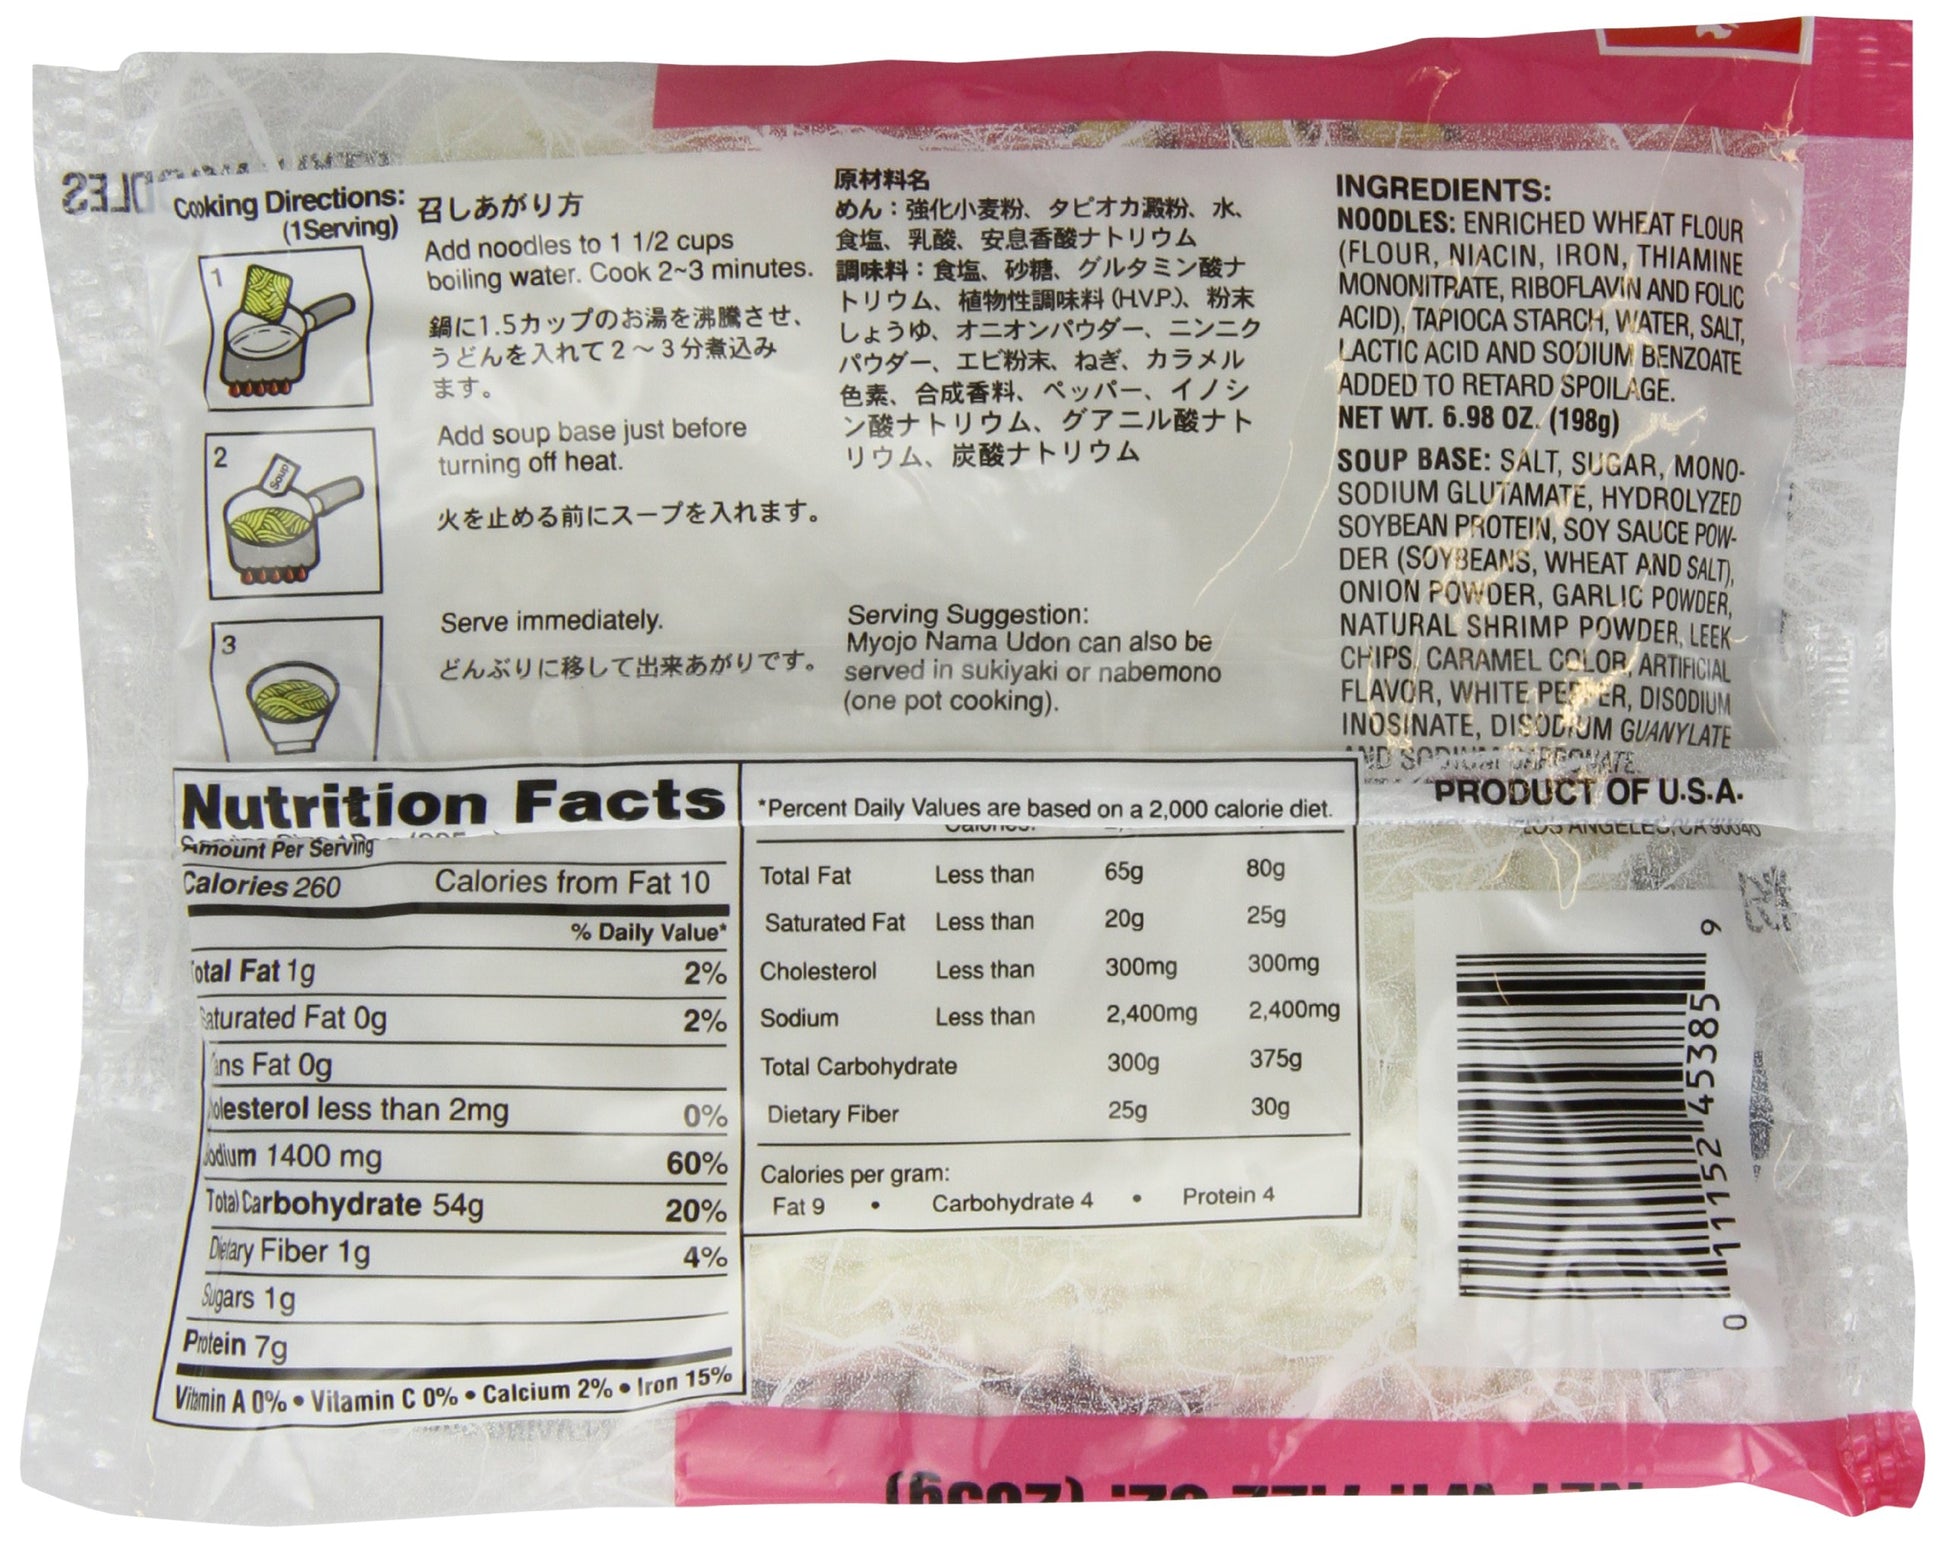 Cooking Directions:
(1Serving)
召しあがり方
1
Add noodles to 1 1/2 cups
boiling water. Cook 2~3 minutes.
鍋に1.5カップのお湯を沸騰させ、
うどんを入れて2～3分煮込み
ます。
2
Soup
Add soup base just before
turning off heat.
火を止める前にスープを入れます。
3
Serve immediately.
どんぶりに移して出来あがりです。
原材料名
めん：強化小麦粉、タピオカ澱粉、水、
食塩、乳酸、安息香酸ナトリウム
調味料：食塩、砂糖、グルタミン酸ナ
トリウム、植物性調味料(H.V.P.)、粉末
しょうゆ、オニオンパウダー、ニンニク
パウダー、エビ粉末、ねぎ、カラメル
色素、合成香料、ペッパー、イノシ
ン酸ナトリウム、グアニル酸ナト
リウム、炭酸ナトリウム
Serving Suggestion:
Myojo Nama Udon can also be
served in sukiyaki or nabemono
(one pot cooking).
INGREDIENTS:
NOODLES: ENRICHED WHEAT FLOUR
(FLOUR, NIACIN, IRON, THIAMINE
MONONITRATE, RIBOFLAVIN AND FOLIC
ACID), TAPIOCA STARCH, WATER, SALT,
LACTIC ACID AND SODIUM BENZOATE
ADDED TO RETARD SPOILAGE.
NET WT. 6.98 OZ. (198g)
SOUP BASE: SALT, SUGAR, MONO-
SODIUM GLUTAMATE, HYDROLYZED
SOYBEAN PROTEIN, SOY SAUCE POW-
DER (SOYBEANS, WHEAT AND SALT),
ONION POWDER, GARLIC POWDER,
NATURAL SHRIMP POWDER, LEEK
CHIPS, CARAMEL COLOR, ARTIFICIAL
FLAVOR, WHITE PEPPER, DISODIUM
INOSINATE, DISODIUM GUANYLATE
AND SODIUM CARBONATE.
PRODUCT OF U.S.A.
LOS ANGELES, CA 90040
Nutrition Facts
Amount Per Serving
Calories 260 Calories from Fat 10
% Daily Value*
Total Fat 1g 2%
Saturated Fat 0g 2%
Trans Fat 0g
Cholesterol less than 2mg 0%
Sodium 1400 mg 60%
Total Carbohydrate 54g 20%
Dietary Fiber 1g 4%
Sugars 1g
Protein 7g
Vitamin A 0% • Vitamin C 0% • Calcium 2% • Iron 15%
*Percent Daily Values are based on a 2,000 calorie diet.
Total Fat Less than 65g 80g
Saturated Fat Less than 20g 25g
Cholesterol Less than 300mg 300mg
Sodium Less than 2,400mg 2,400mg
Total Carbohydrate 300g 375g
Dietary Fiber 25g 30g
Calories per gram:
Fat 9 • Carbohydrate 4 • Protein 4
0 11152 45385 9